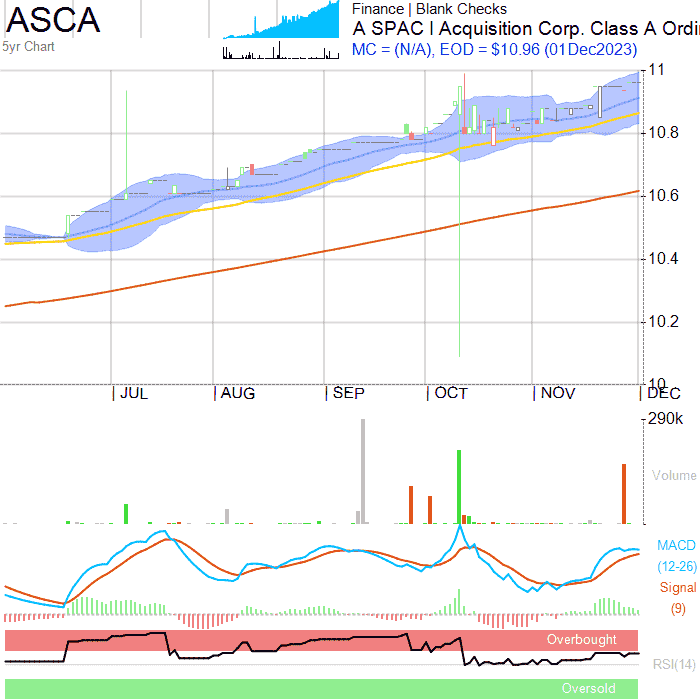 ASCA
5yr Chart
Finance | Blank Checks
A SPAC I Acquisition Corp. Class A Ordi
MC = (N/A), EOD = $10.96 (01Dec2023)
11
10.8
10.6
10.4
10.2
10
JUL AUG SEP OCT NOV DEC
290k
Volume
MACD
(12-26)
Signal
(9)
Overbought
RSI(14)
Oversold